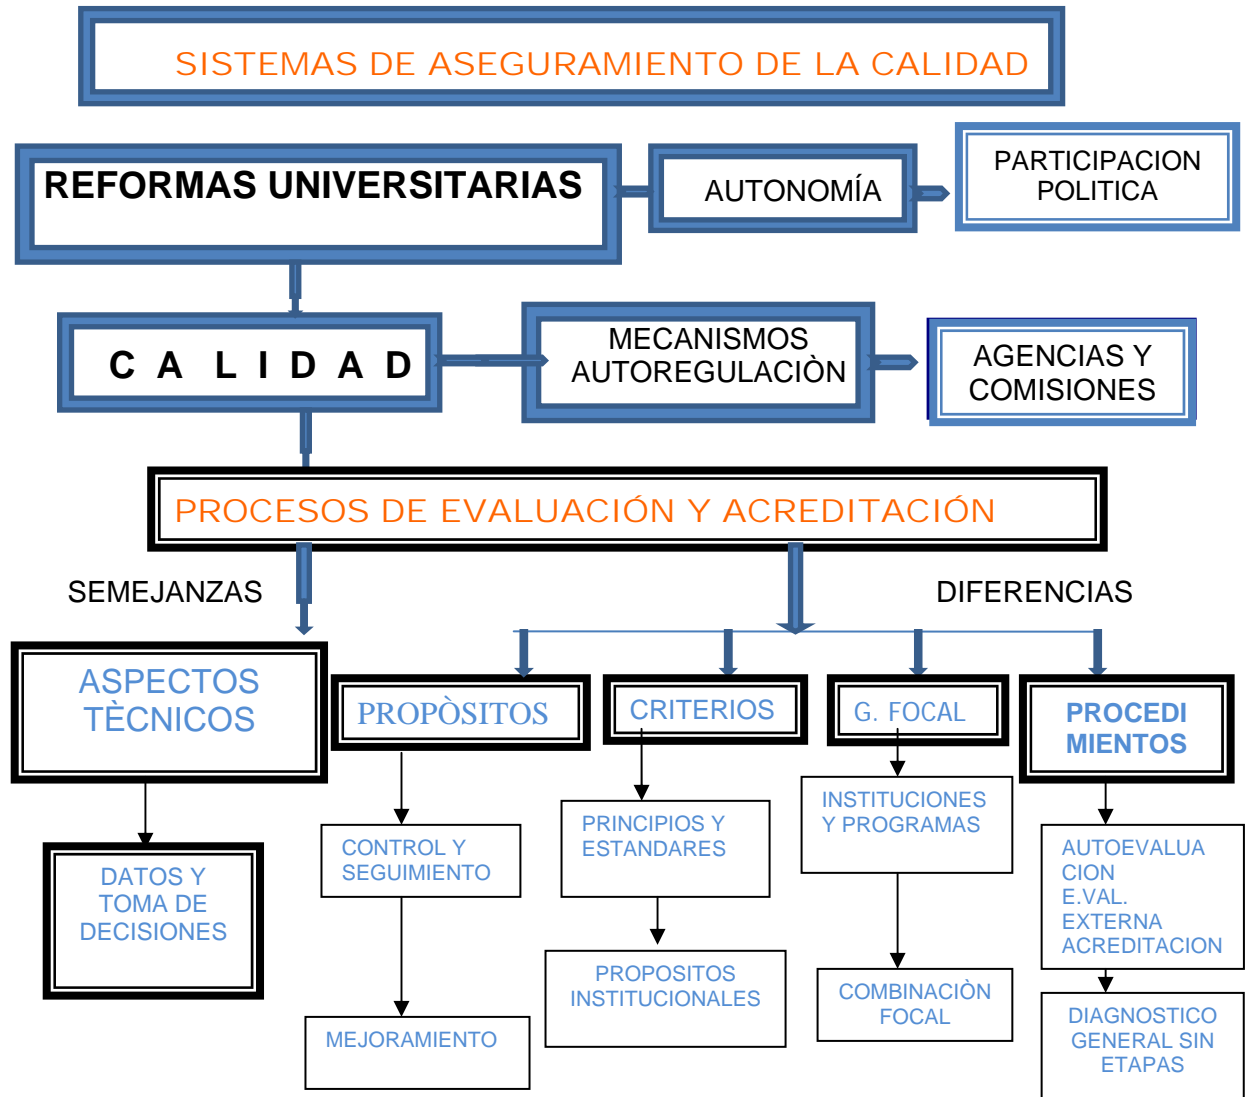 SISTEMAS DE ASEGURAMIENTO DE LA CALIDAD
REFORMAS UNIVERSITARIAS
AUTONOMÍA
PARTICIPACION
POLITICA
C A L I D A D
MECANISMOS
AUTOREGULACIÒN
AGENCIAS Y
COMISIONES
PROCESOS DE EVALUACIÓN Y ACREDITACIÓN
SEMEJANZAS
DIFERENCIAS
ASPECTOS
TÈCNICOS
PROPÒSITOS
CRITERIOS
G. FOCAL
PROCEDI
MIENTOS
DATOS Y
TOMA DE
DECISIONES
CONTROL Y
SEGUIMIENTO
PRINCIPIOS Y
ESTANDARES
INSTITUCIONES
Y PROGRAMAS
AUTOEVALUA
CION
E.VAL.
EXTERNA
ACREDITACION
MEJORAMIENTO
PROPOSITOS
INSTITUCIONALES
COMBINACIÒN
FOCAL
DIAGNOSTICO
GENERAL SIN
ETAPAS